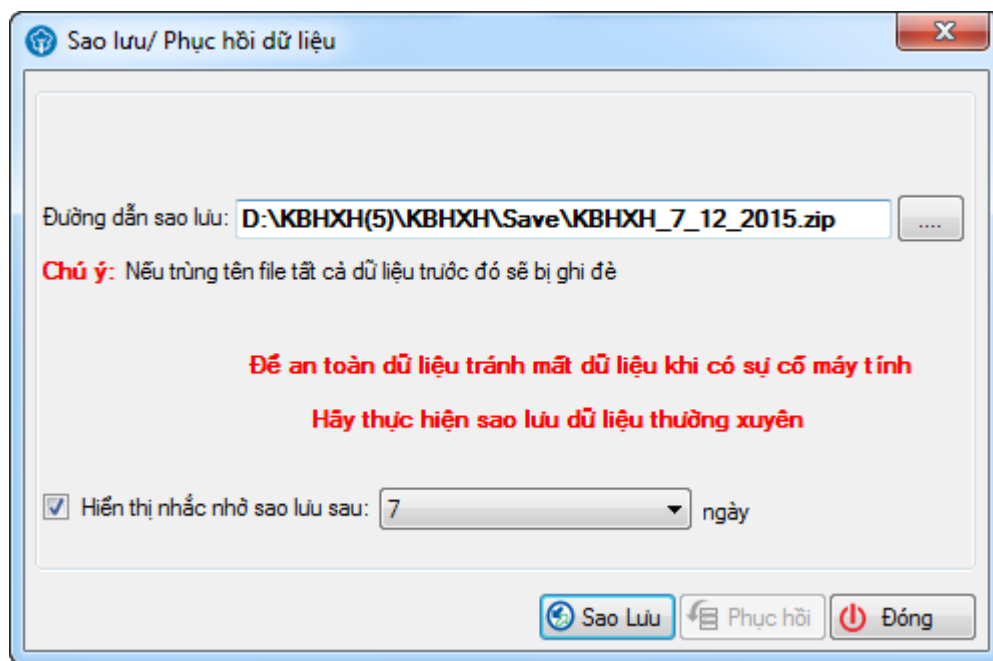 Sao lưu/ Phục hồi dữ liệu
Đường dẫn sao lưu: D:\KBHXH(5)\KBHXH\Save\KBHXH_7_12_2015.zip ....
Chú ý: Nếu trùng tên file tất cả dữ liệu trước đó sẽ bị ghi đè
Để an toàn dữ liệu tránh mất dữ liệu khi có sự cố máy tính
Hãy thực hiện sao lưu dữ liệu thường xuyên
Hiển thị nhắc nhở sao lưu sau: 7 ngày
Sao Lưu Phục hồi Đóng